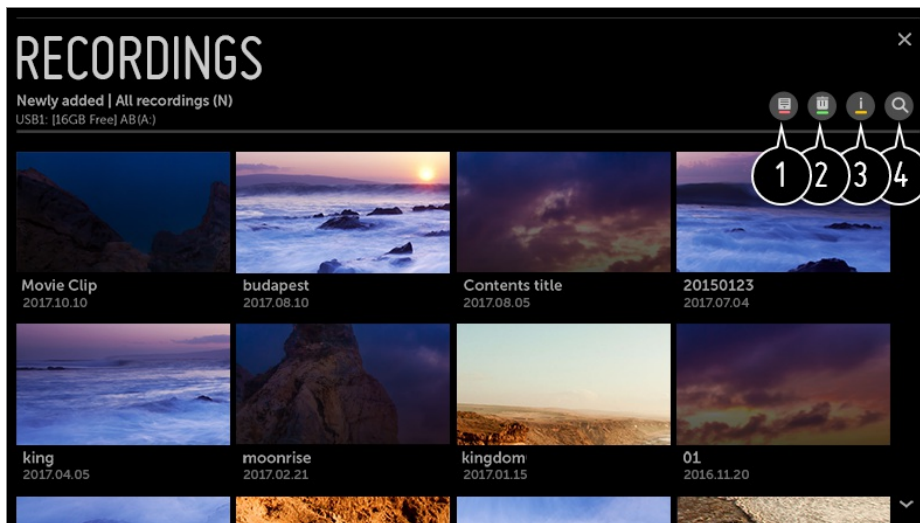 RECORDINGS
Newly added | All recordings (N)
USB1: [16GB Free] AB(A:)
1 2 3 4
Movie Clip budapest Contents title 20150123
2017.10.10 2017.08.10 2017.08.05 2017.07.04
king moonrise kingdom 01
2017.04.05 2017.02.21 2017.01.15 2016.11.20